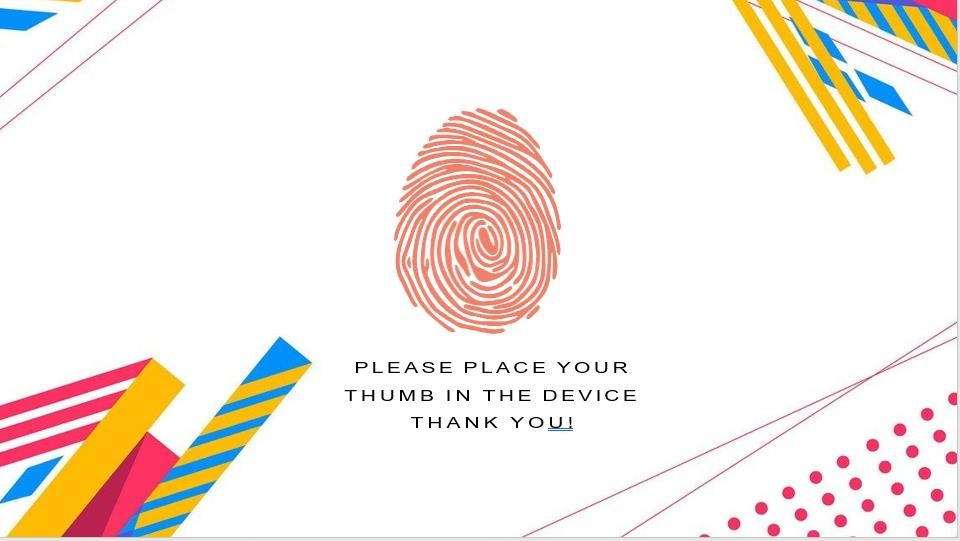 PLEASE PLACE YOUR
THUMB IN THE DEVICE
THANK YOU!